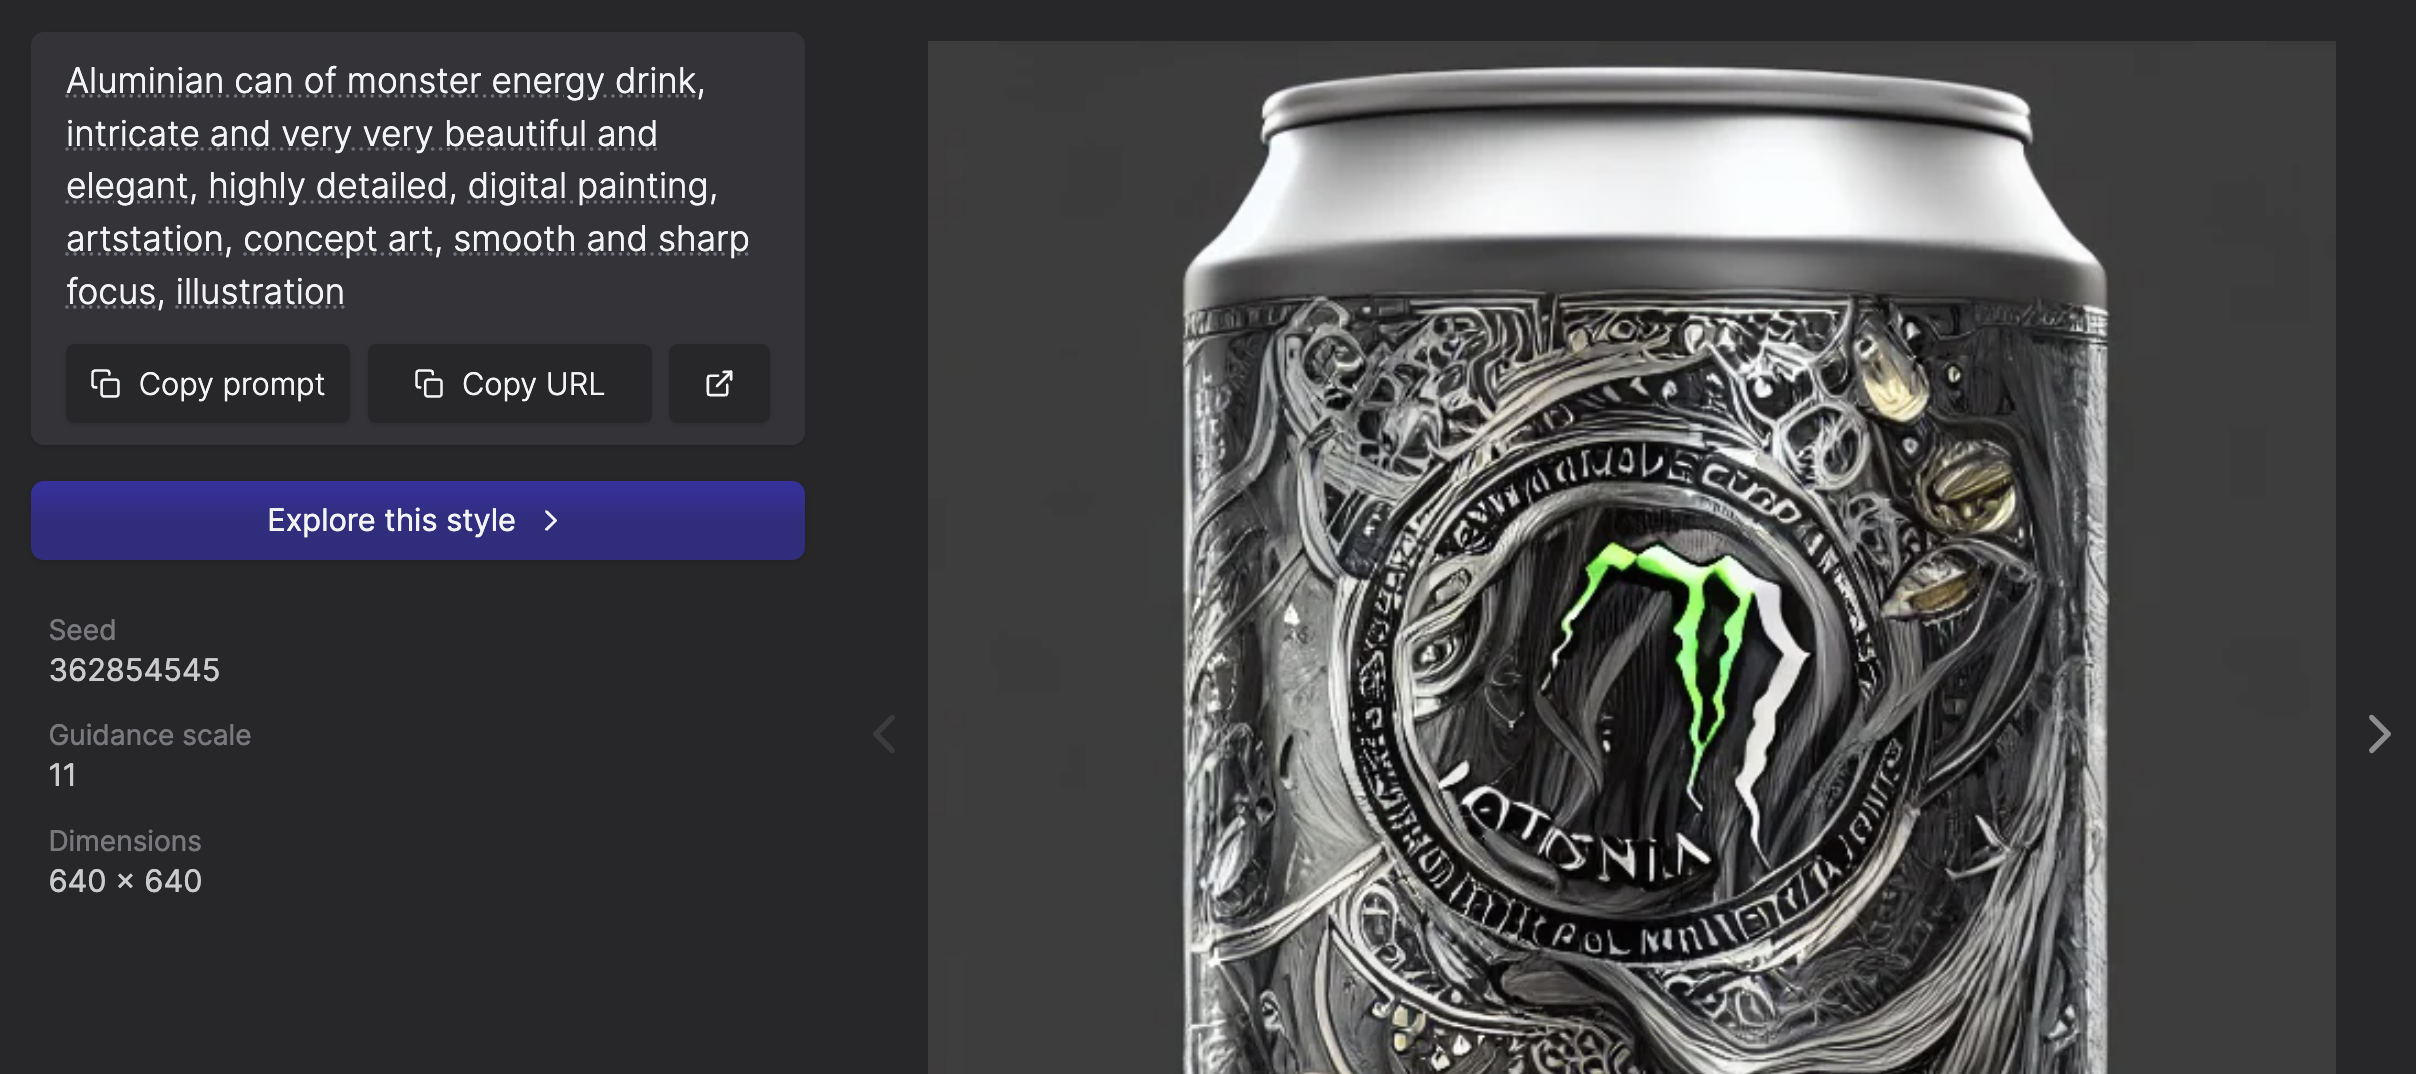 Aluminian can of monster energy drink,
intricate and very very beautiful and
elegant, highly detailed, digital painting,
artstation, concept art, smooth and sharp
focus, illustration
Copy prompt
Copy URL
Explore this style
Seed
362854545
Guidance scale
11
Dimensions
640 × 640